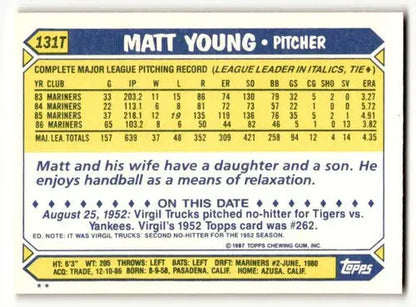 131T MATT YOUNG • PITCHER
COMPLETE MAJOR LEAGUE PITCHING RECORD (LEAGUE LEADER IN ITALICS, TIE♦)
YR CLUB G IP W L R ER SO BB GS CG SHO SV ERA
83 MARINERS 33 203.2 11 15 86 74 130 79 32 5 2 0 3.27
84 MARINERS 22 113.1 6 8 81 72 73 57 22 1 0 0 5.72
85 MARINERS 37 218.1 12 19 135 119 136 76 35 5 2 1 4.91
86 MARINERS 65 103.2 8 6 50 44 82 46 5 1 0 13 3.82
MAJ. LEA. TOTALS 157 639 37 48 352 309 421 258 94 12 4 14 4.35
Matt and his wife have a daughter and a son. He
enjoys handball as a means of relaxation.
ON THIS DATE
August 25, 1952: Virgil Trucks pitched no-hitter for Tigers vs.
Yankees. Virgil's 1952 Topps card was #262.
ED. NOTE: IT WAS VIRGIL TRUCKS' SECOND NO-HITTER FOR THE 1952 SEASON.
©1987 TOPPS CHEWING GUM, INC.
HT: 6'3" WT: 205 THROWS: LEFT BATS: LEFT DRAFT: MARINERS #2-JUNE, 1980
ACQ: TRADE, 12-10-86 BORN: 8-9-58, PASADENA, CALIF. HOME: AZUSA, CALIF.
topps
**